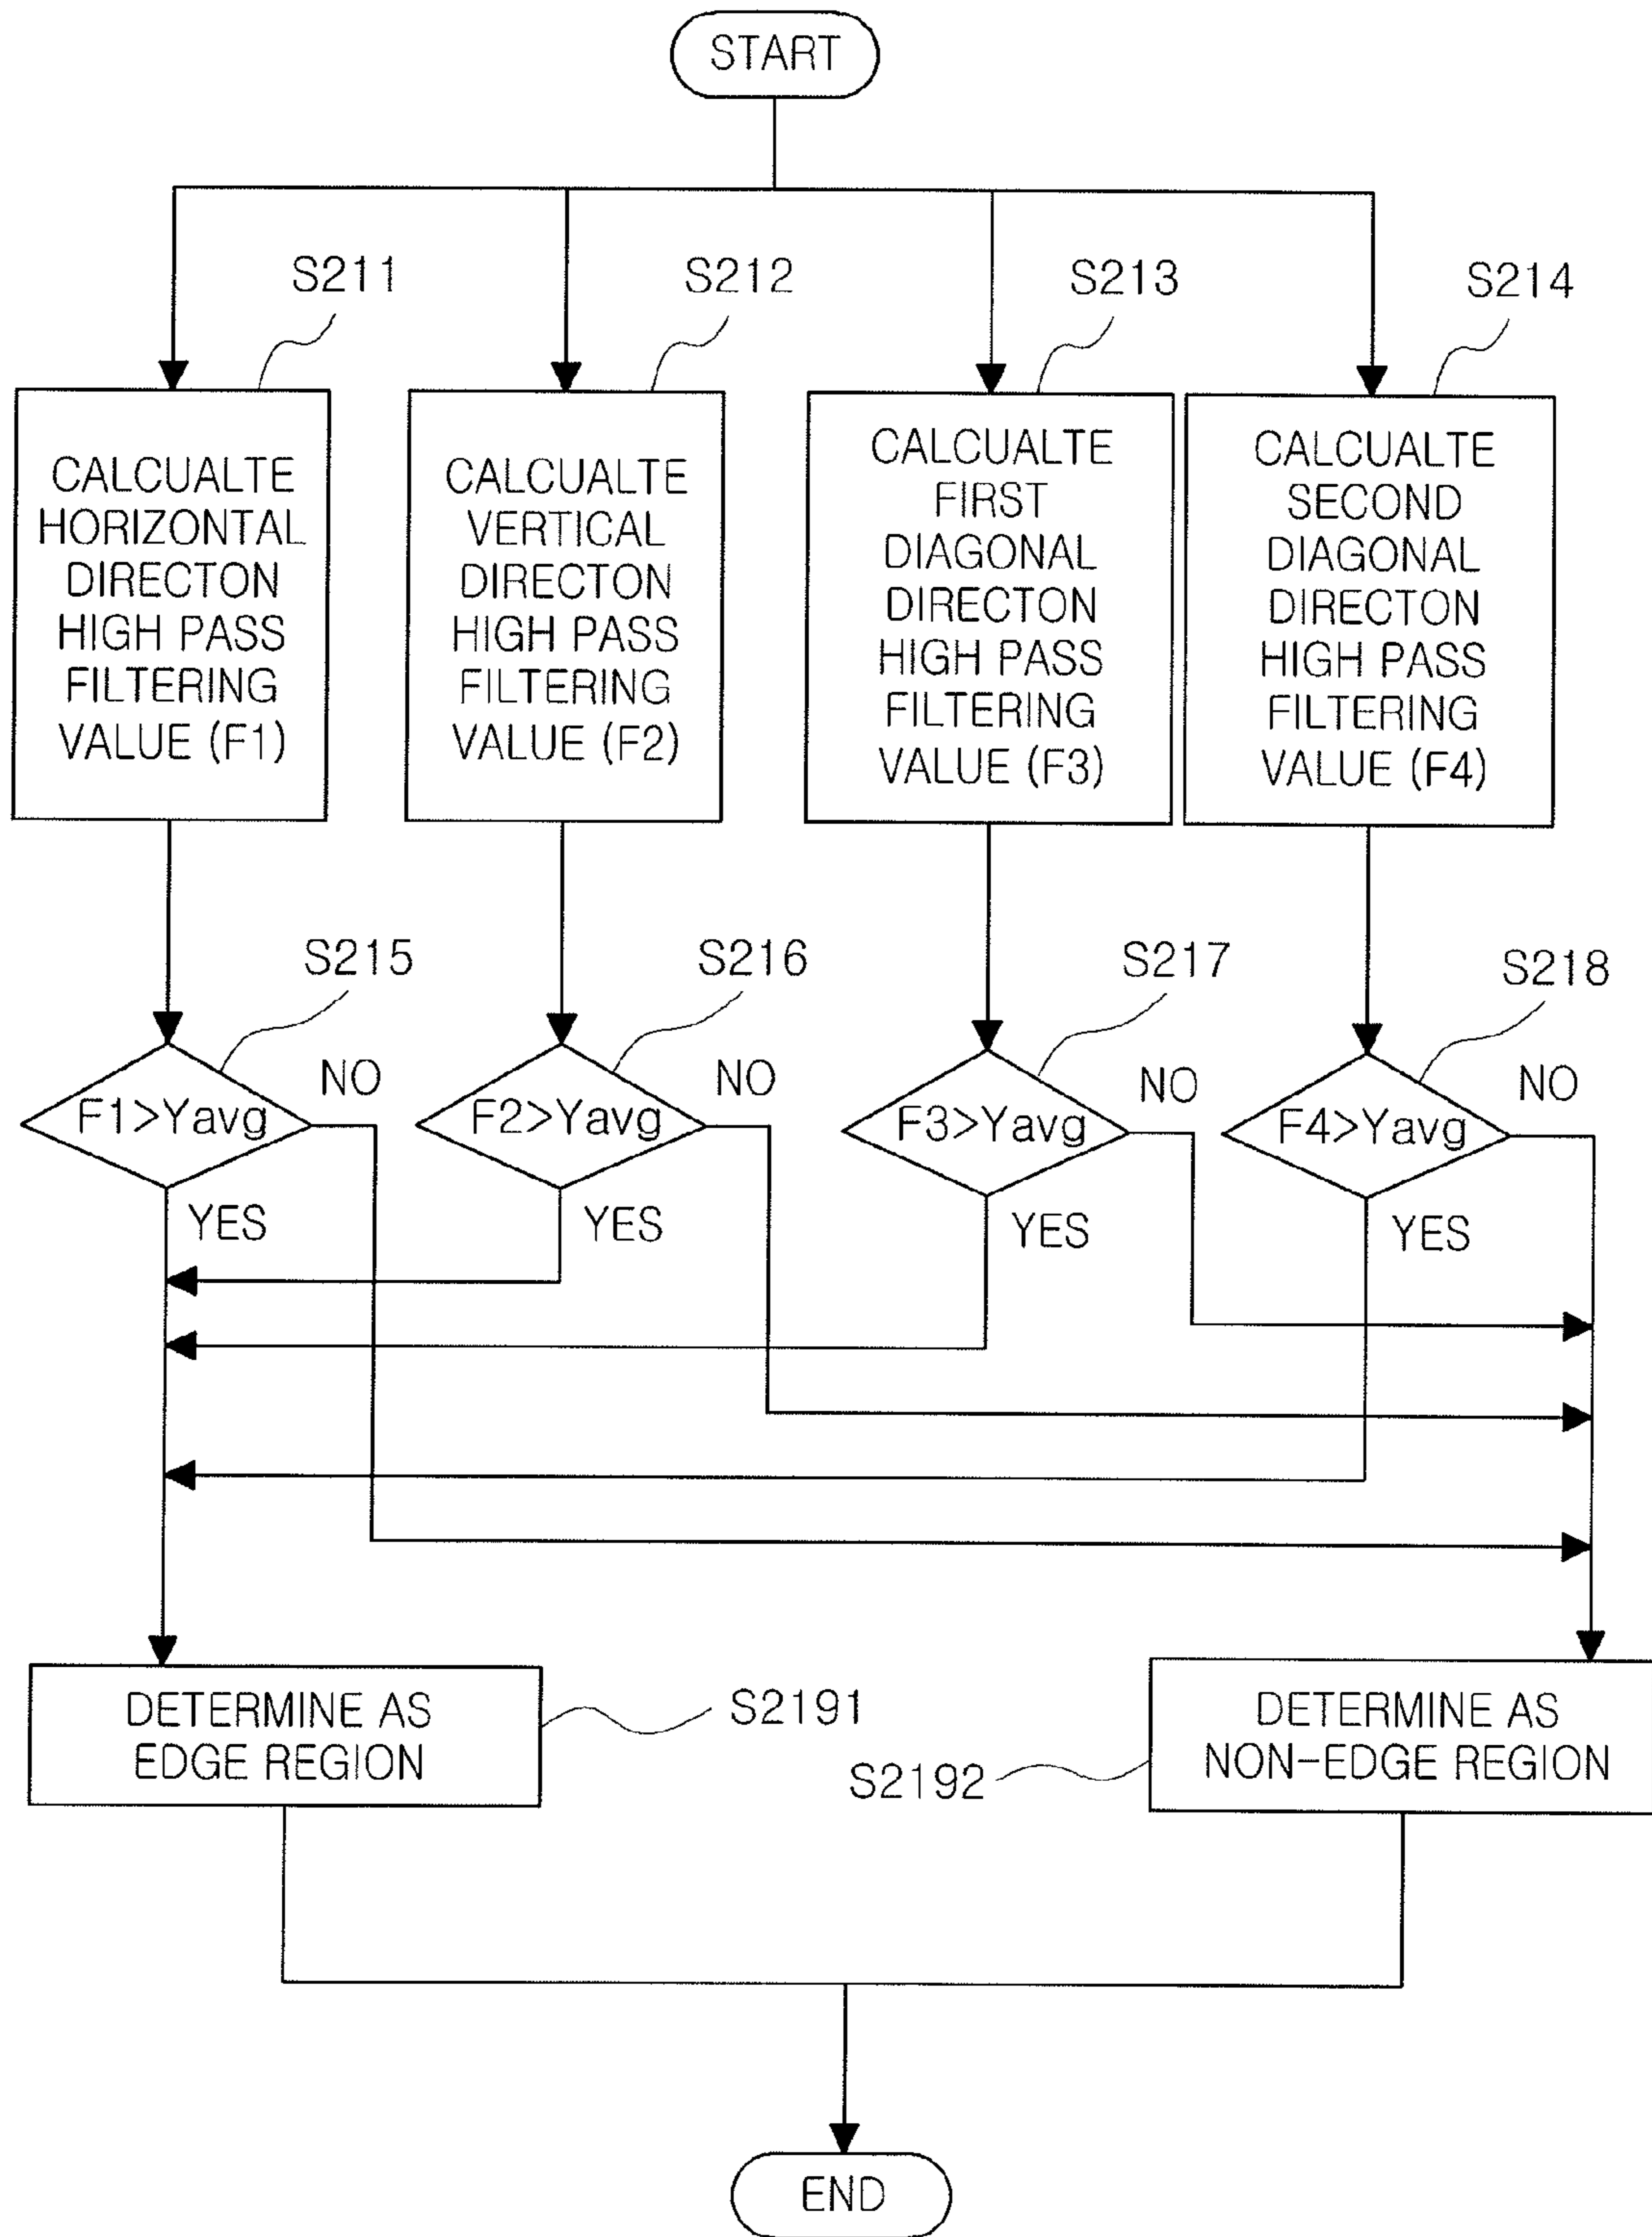 START
S211
S212
S213
S214
CALCUALTE
HORIZONTAL
DIRECTON
HIGH PASS
FILTERING
VALUE (F1)
CALCUALTE
VERTICAL
DIRECTON
HIGH PASS
FILTERING
VALUE (F2)
CALCUALTE
FIRST
DIAGONAL
DIRECTON
HIGH PASS
FILTERING
VALUE (F3)
CALCUALTE
SECOND
DIAGONAL
DIRECTON
HIGH PASS
FILTERING
VALUE (F4)
S215
S216
S217
S218
F1>Yavg
NO
F2>Yavg
NO
F3>Yavg
NO
F4>Yavg
NO
YES
YES
YES
YES
DETERMINE AS
EDGE REGION
S2191
S2192
DETERMINE AS
NON-EDGE REGION
END